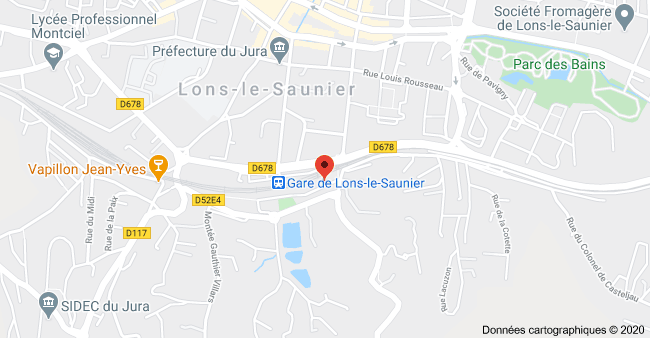 Lycée Professionnel
Montciel
Société Fromagère
de Lons-le-Saunier
Préfecture du Jura
Rue de Pavigny
Parc des Bains
Rue Louis Rousseau
Lons-le-Saunier
D678
D678
D678
Vapillon Jean-Yves
Gare de Lons-le-Saunier
D52E4
Rue du Midi
Rue de la Paix
D117
Montée Gauthier Villars
Rue de la Cotette
Rue Lacuzon
Rue du Colonel de Casteljau
SIDEC du Jura
Données cartographiques © 2020